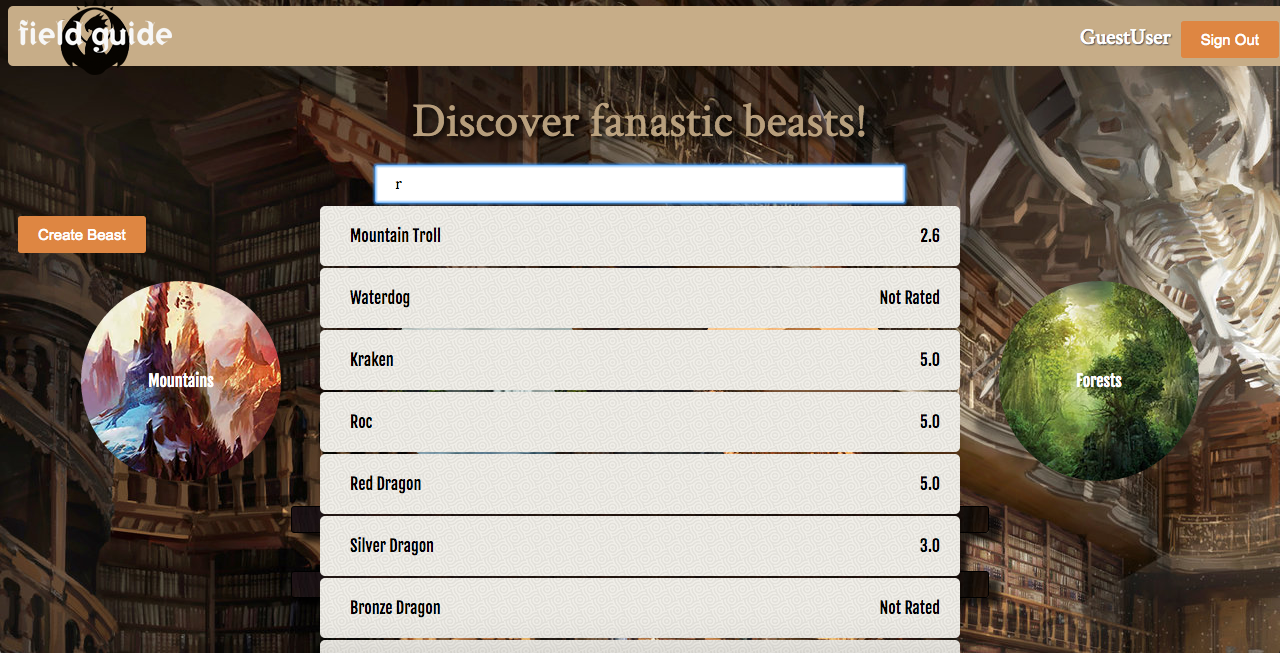 field guide
GuestUser
Sign Out
Discover fanastic beasts!
r
Create Beast
Mountain Troll 2.6
Waterdog Not Rated
Kraken 5.0
Roc 5.0
Red Dragon 5.0
Silver Dragon 3.0
Bronze Dragon Not Rated
Mountains
Forests